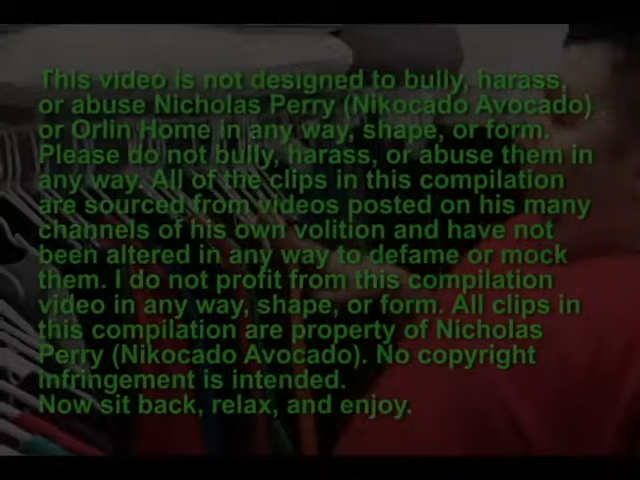 This video is not designed to bully, harass,
or abuse Nicholas Perry (Nikocado Avocado)
or Orlin Home in any way, shape, or form.
Please do not bully, harass, or abuse them in
any way. All of the clips in this compilation
are sourced from videos posted on his many
channels of his own volition and have not
been altered in any way to defame or mock
them. I do not profit from this compilation
video in any way, shape, or form. All clips in
this compilation are property of Nicholas
Perry (Nikocado Avocado). No copyright
infringement is intended.
Now sit back, relax, and enjoy.